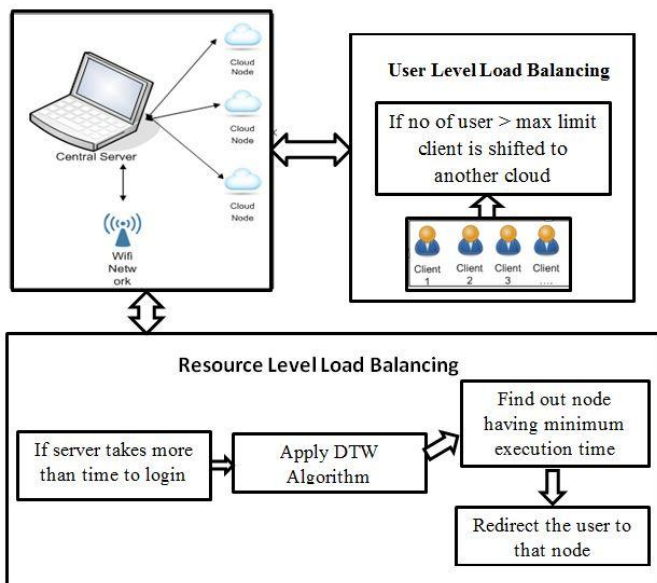 Cloud
Node
Cloud
Node
Cloud
Node
Central Server
Wifi
Netw
ork
User Level Load Balancing
If no of user > max limit
client is shifted to
another cloud
Client
1
Client
2
Client
3
Client
....
Resource Level Load Balancing
If server takes more
than time to login
Apply DTW
Algorithm
Find out node
having minimum
execution time
Redirect the user to
that node